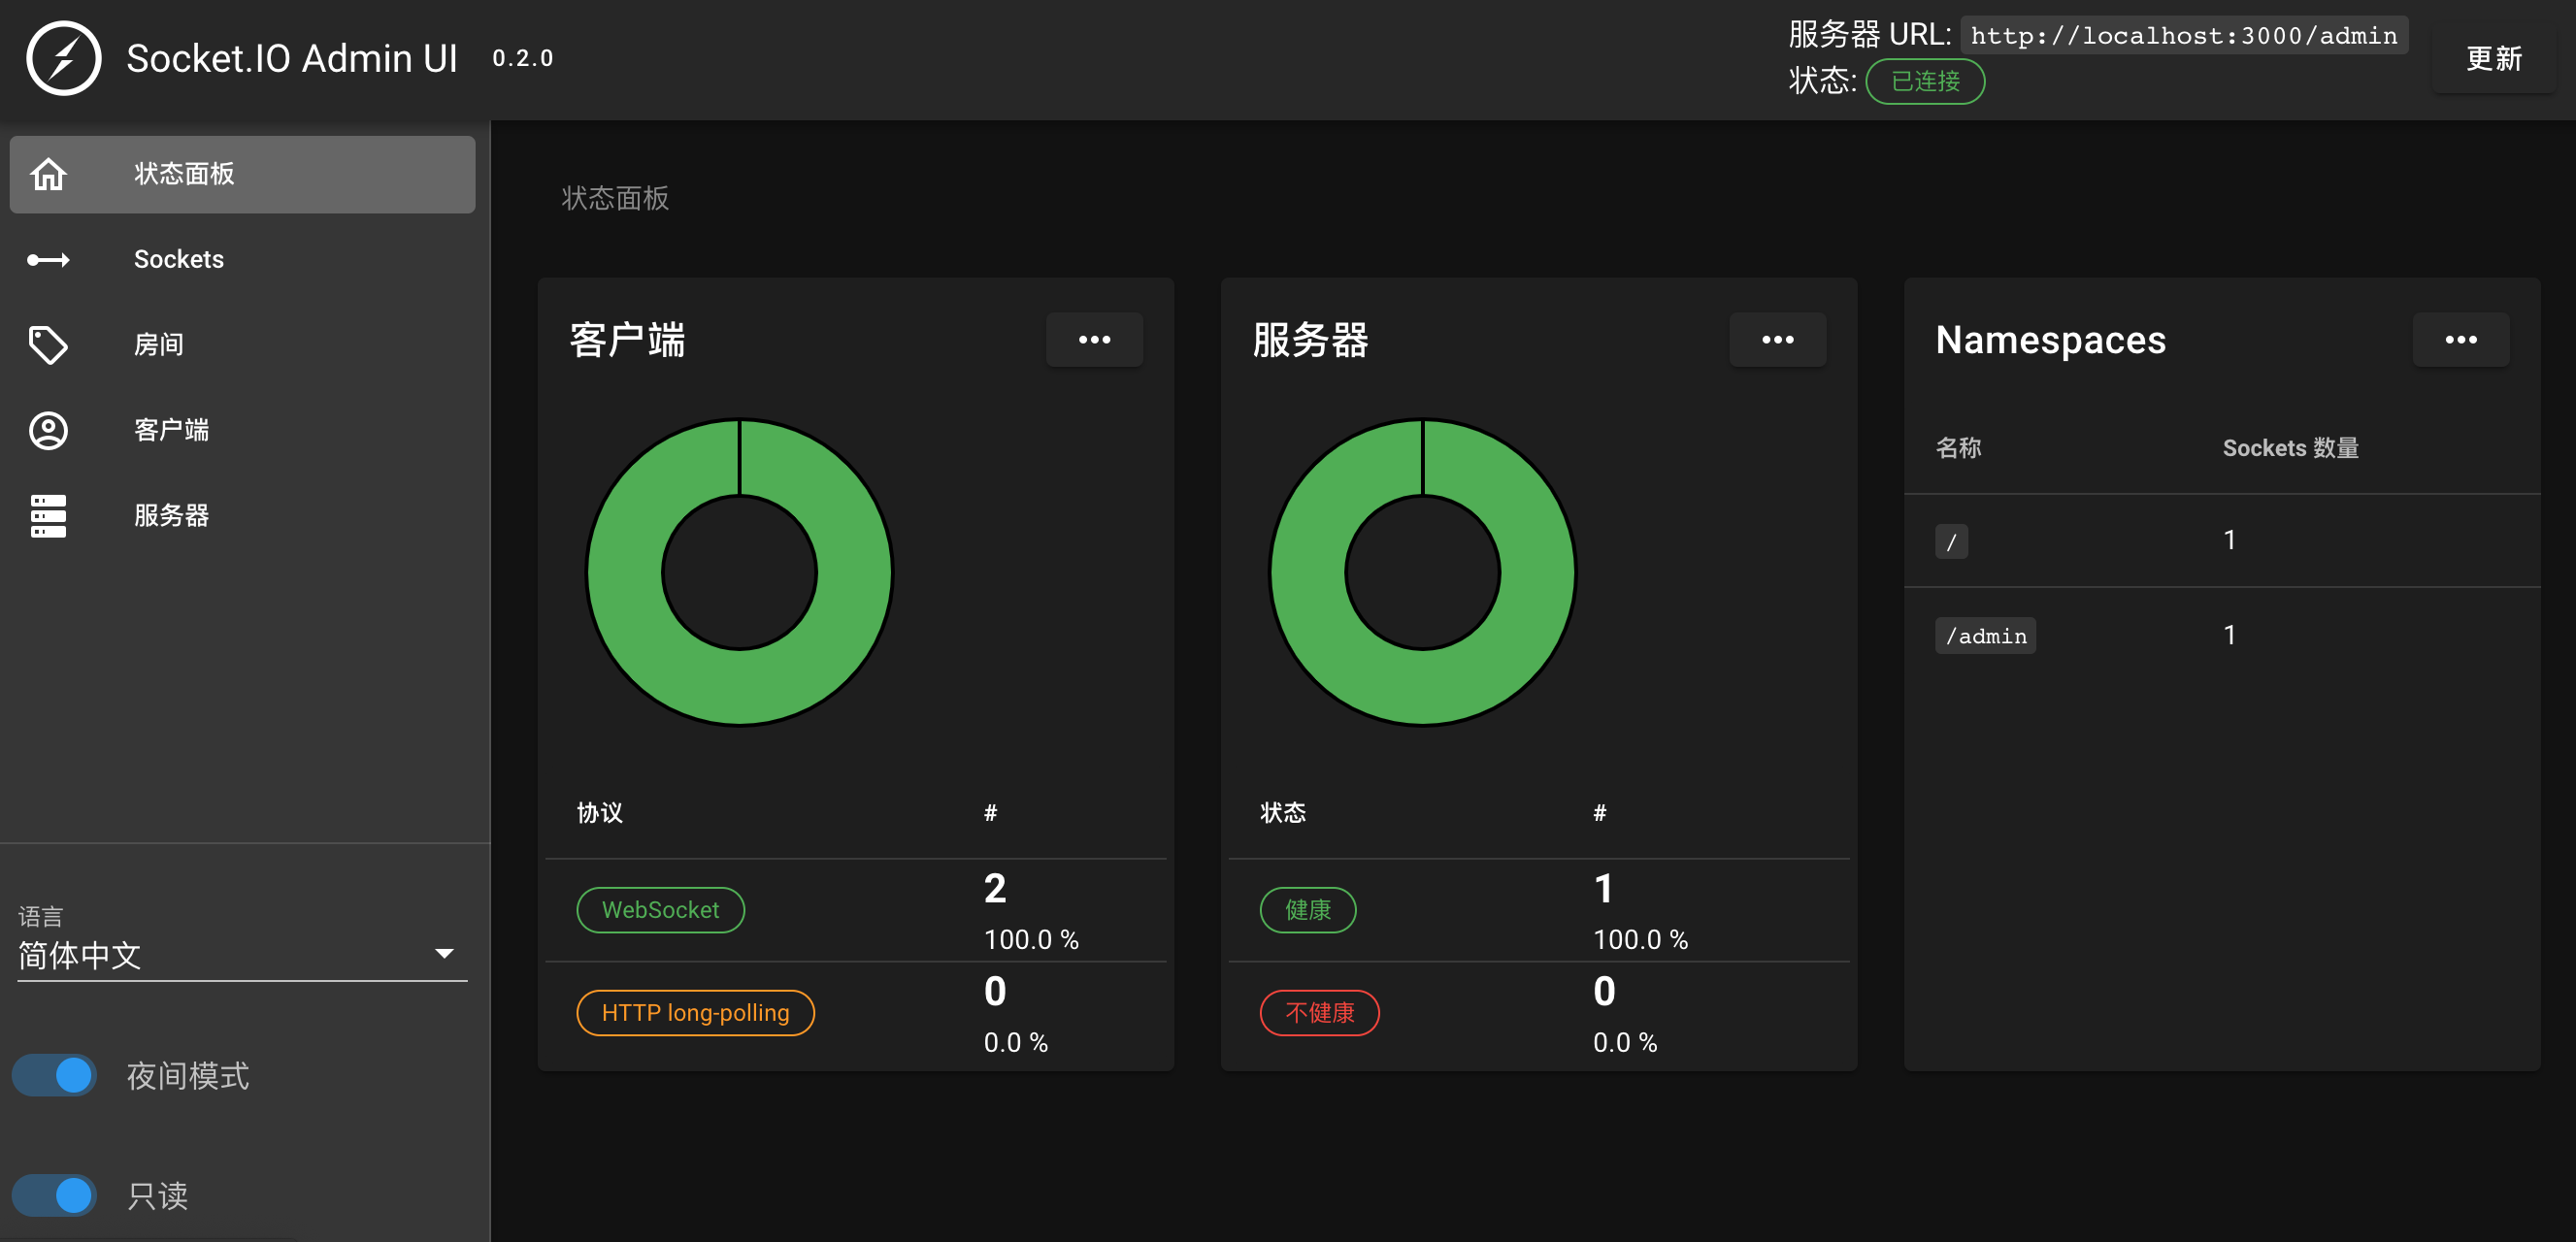 Socket.IO Admin UI 0.2.0
服务器 URL: http://localhost:3000/admin
状态: 已连接
更新
状态面板
Sockets
房间
客户端
服务器
语言
简体中文
夜间模式
只读
状态面板
客户端
协议 #
WebSocket 2
100.0 %
HTTP long-polling 0
0.0 %
服务器
状态 #
健康 1
100.0 %
不健康 0
0.0 %
Namespaces
名称 Sockets 数量
/ 1
/admin 1